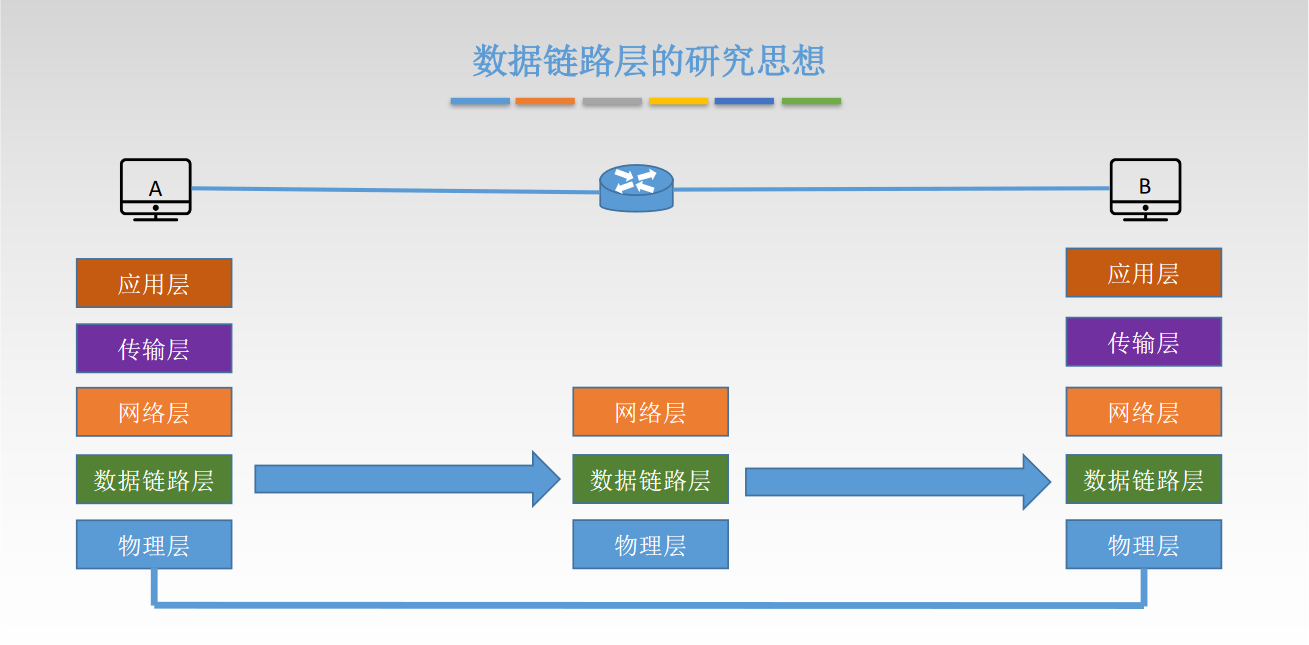 数据链路层的研究思想
A
B
应用层
传输层
网络层
数据链路层
物理层
网络层
数据链路层
物理层
应用层
传输层
网络层
数据链路层
物理层